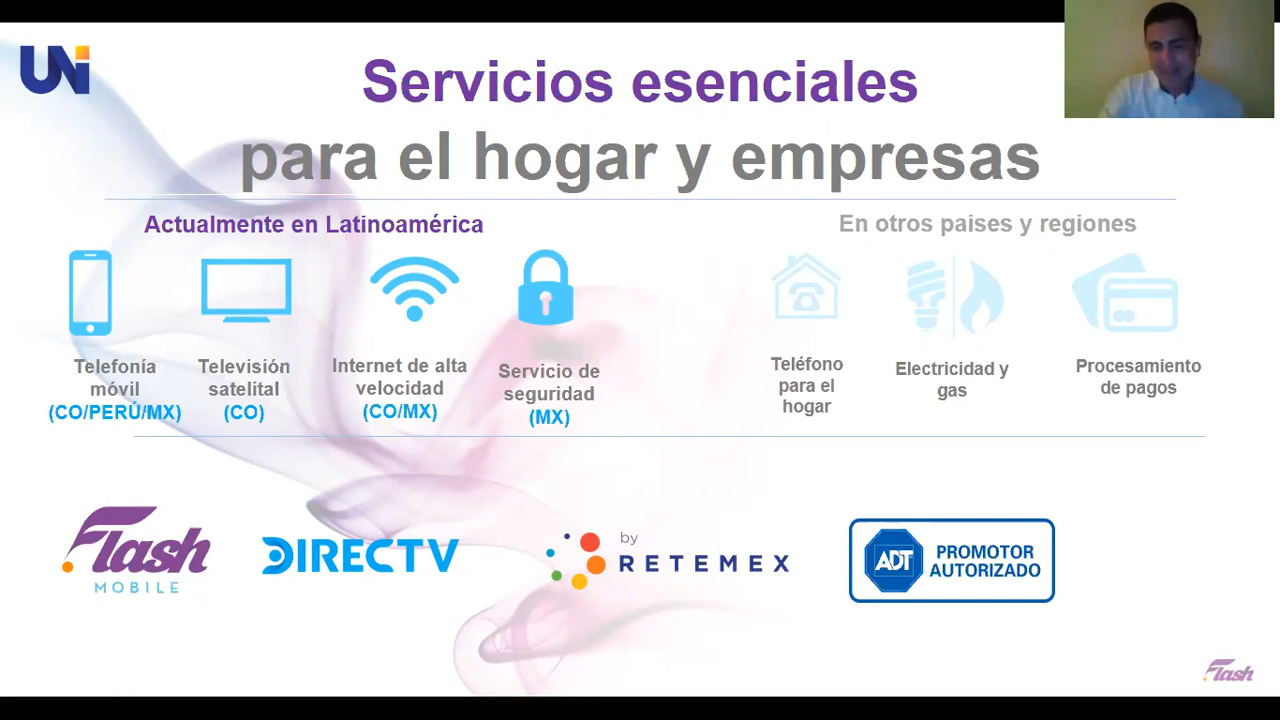 UNi
Servicios esenciales
para el hogar y empresas
Actualmente en Latinoamérica
En otros paises y regiones
Telefonía
móvil
(CO/PERÚ/MX)
Televisión
satelital
(CO)
Internet de alta
velocidad
(CO/MX)
Servicio de
seguridad
(MX)
Teléfono
para el
hogar
Electricidad y
gas
Procesamiento
de pagos
Flash
MOBILE
DIRECTV
by
RETEMEX
ADT
PROMOTOR
AUTORIZADO
Flash